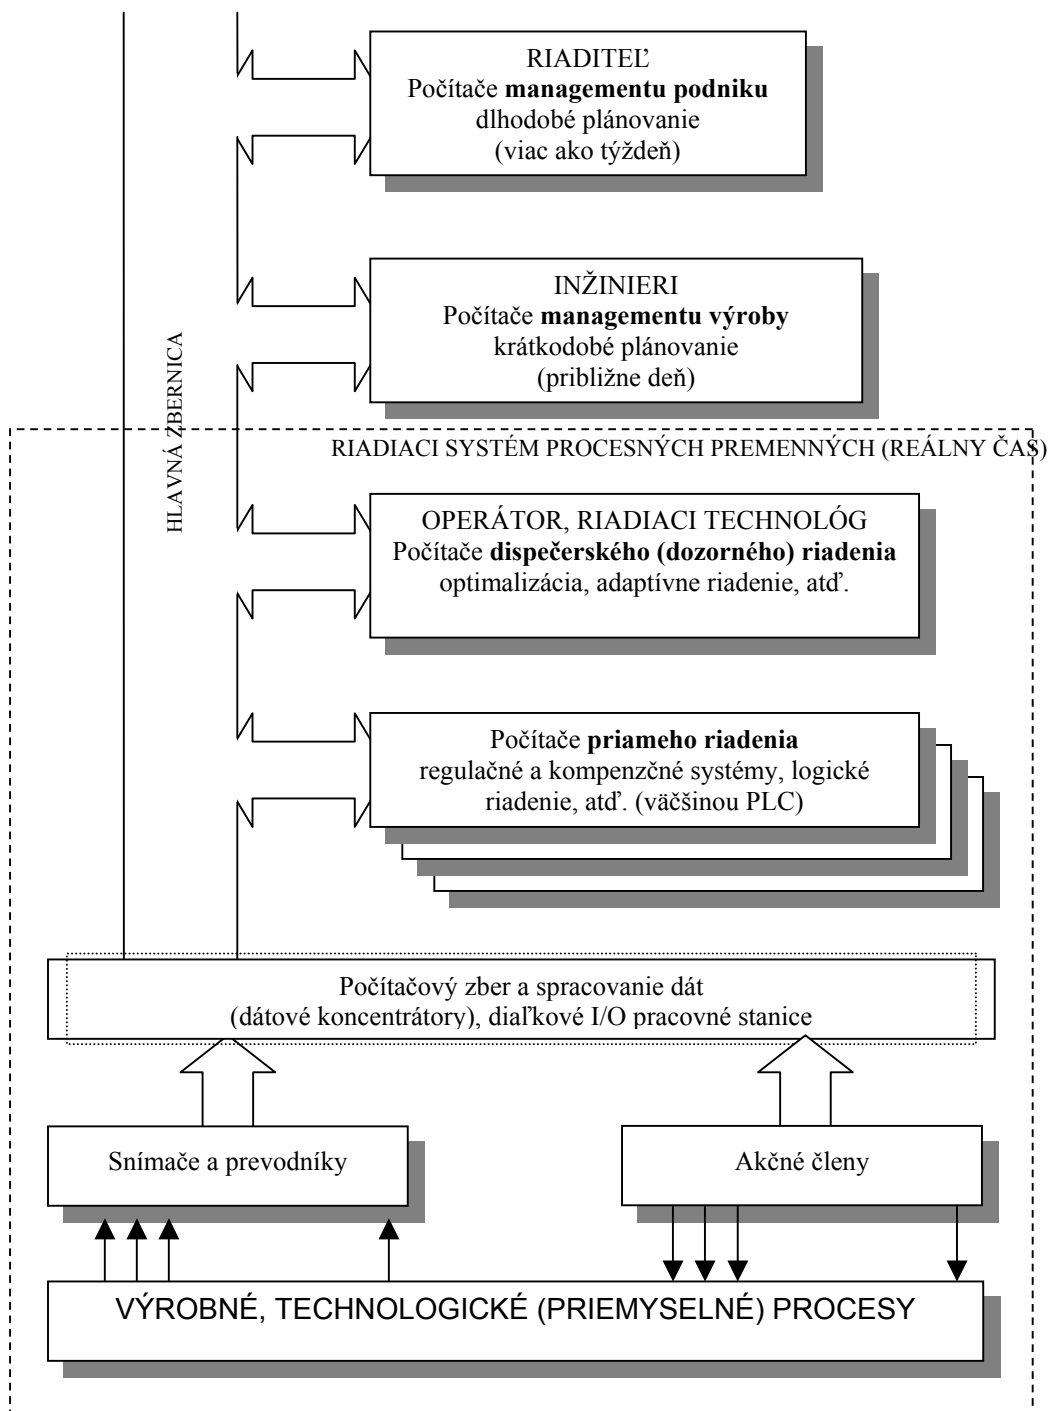 RIADITEĽ
Počítače managementu podniku
dlhodobé plánovanie
(viac ako týždeň)
INŽINIERI
Počítače managementu výroby
krátkodobé plánovanie
(približne deň)
HLAVNÁ ZBERNICA
RIADIACI SYSTÉM PROCESNÝCH PREMENNÝCH (REÁLNY ČAS)
OPERÁTOR, RIADIACI TECHNOLÓG
Počítače dispečerského (dozorného) riadenia
optimalizácia, adaptívne riadenie, atď.
Počítače priameho riadenia
regulačné a kompenzčné systémy, logické
riadenie, atď. (väčšinou PLC)
Počítačový zber a spracovanie dát
(dátové koncentrátory), diaľkové I/O pracovné stanice
Snímače a prevodníky
Akčné členy
VÝROBNÉ, TECHNOLOGICKÉ (PRIEMYSELNÉ) PROCESY